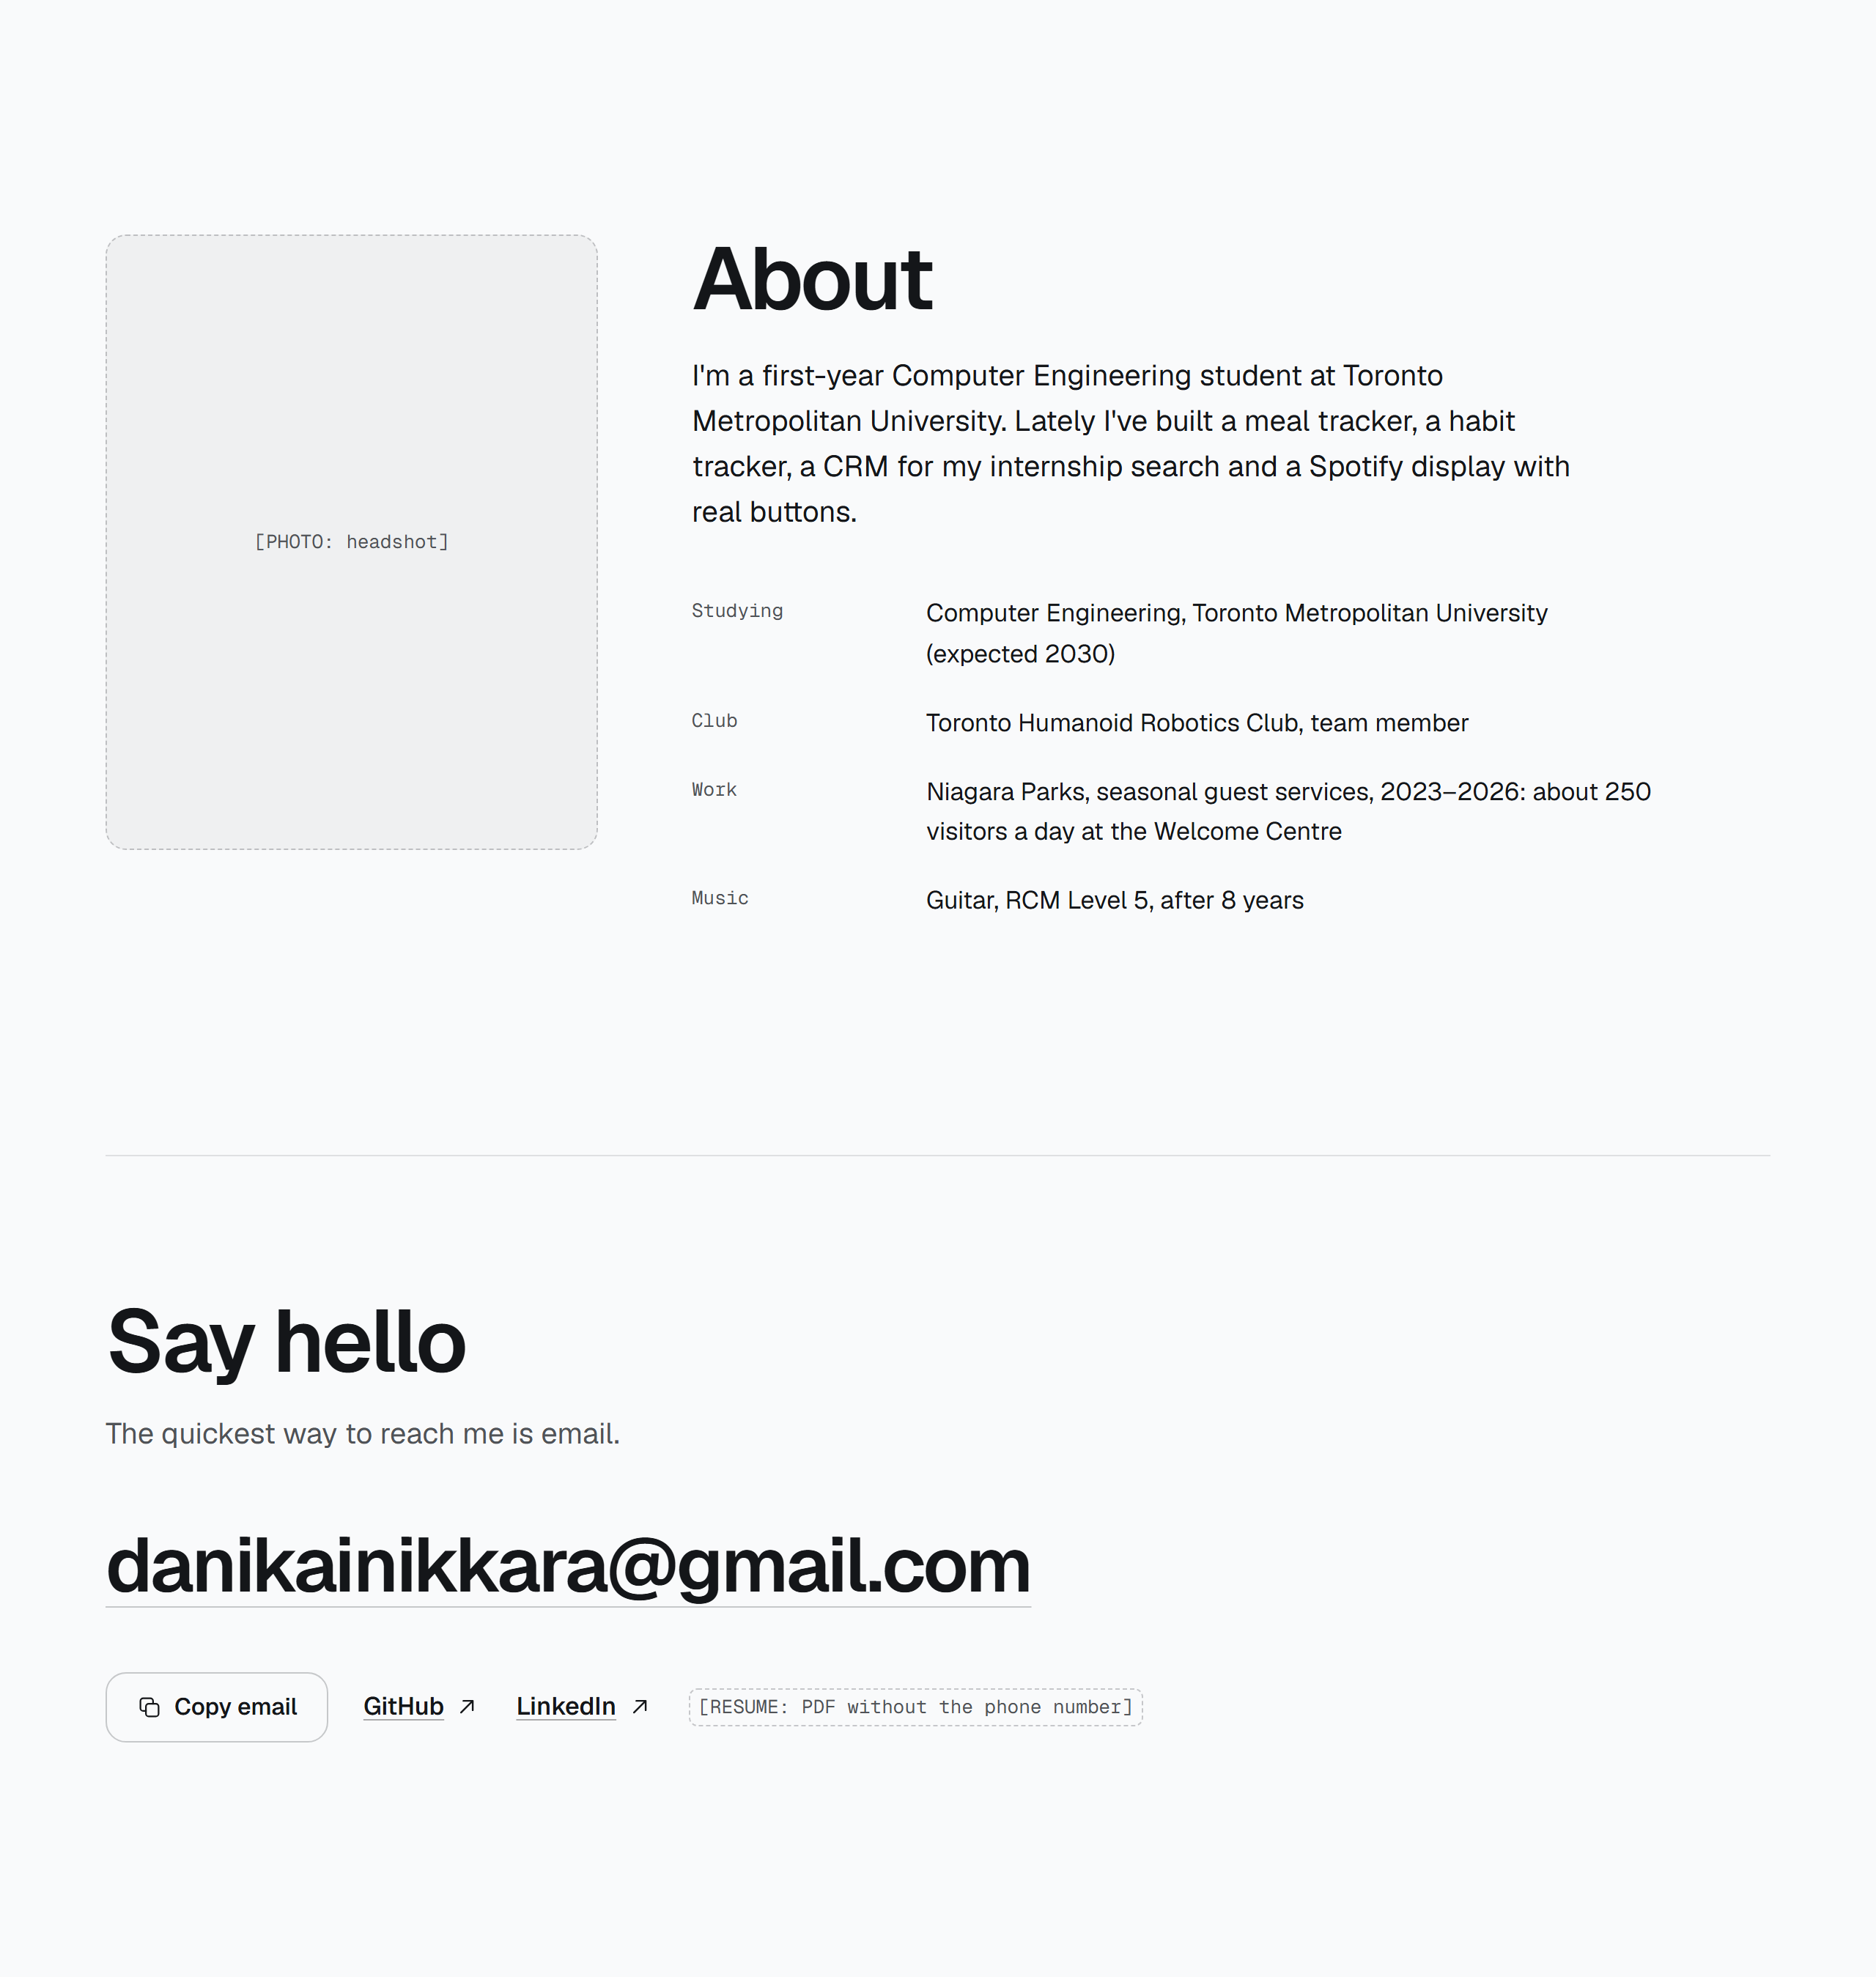 [PHOTO: headshot]
About
I'm a first-year Computer Engineering student at Toronto
Metropolitan University. Lately I've built a meal tracker, a habit
tracker, a CRM for my internship search and a Spotify display with
real buttons.
Studying
Computer Engineering, Toronto Metropolitan University
(expected 2030)
Club
Toronto Humanoid Robotics Club, team member
Work
Niagara Parks, seasonal guest services, 2023–2026: about 250
visitors a day at the Welcome Centre
Music
Guitar, RCM Level 5, after 8 years
Say hello
The quickest way to reach me is email.
danikainikkara@gmail.com
Copy email
GitHub
LinkedIn
[RESUME: PDF without the phone number]